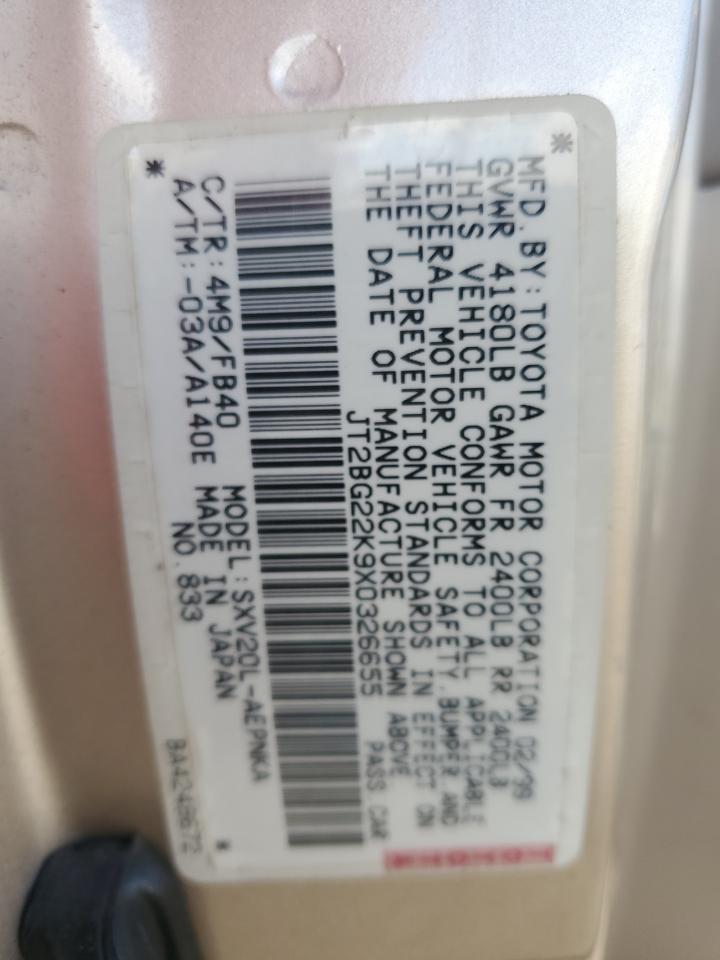 MFD. BY: TOYOTA MOTOR CORPORATION 02/99
GVWR 4180LB GAWR FR 2400LB RR 2400LB
THIS VEHICLE CONFORMS TO ALL APPLICABLE
FEDERAL MOTOR VEHICLE SAFETY, BUMPER, AND
THEFT PREVENTION STANDARDS IN EFFECT ON
THE DATE OF MANUFACTURE SHOWN ABOVE.
JT2BG22K9X0326655 PASS.CAR
C/TR: 4M9/FB40 MODEL: SXV20L-AEPNKA
A/TM: -03A/A140E MADE IN JAPAN
NO. 833